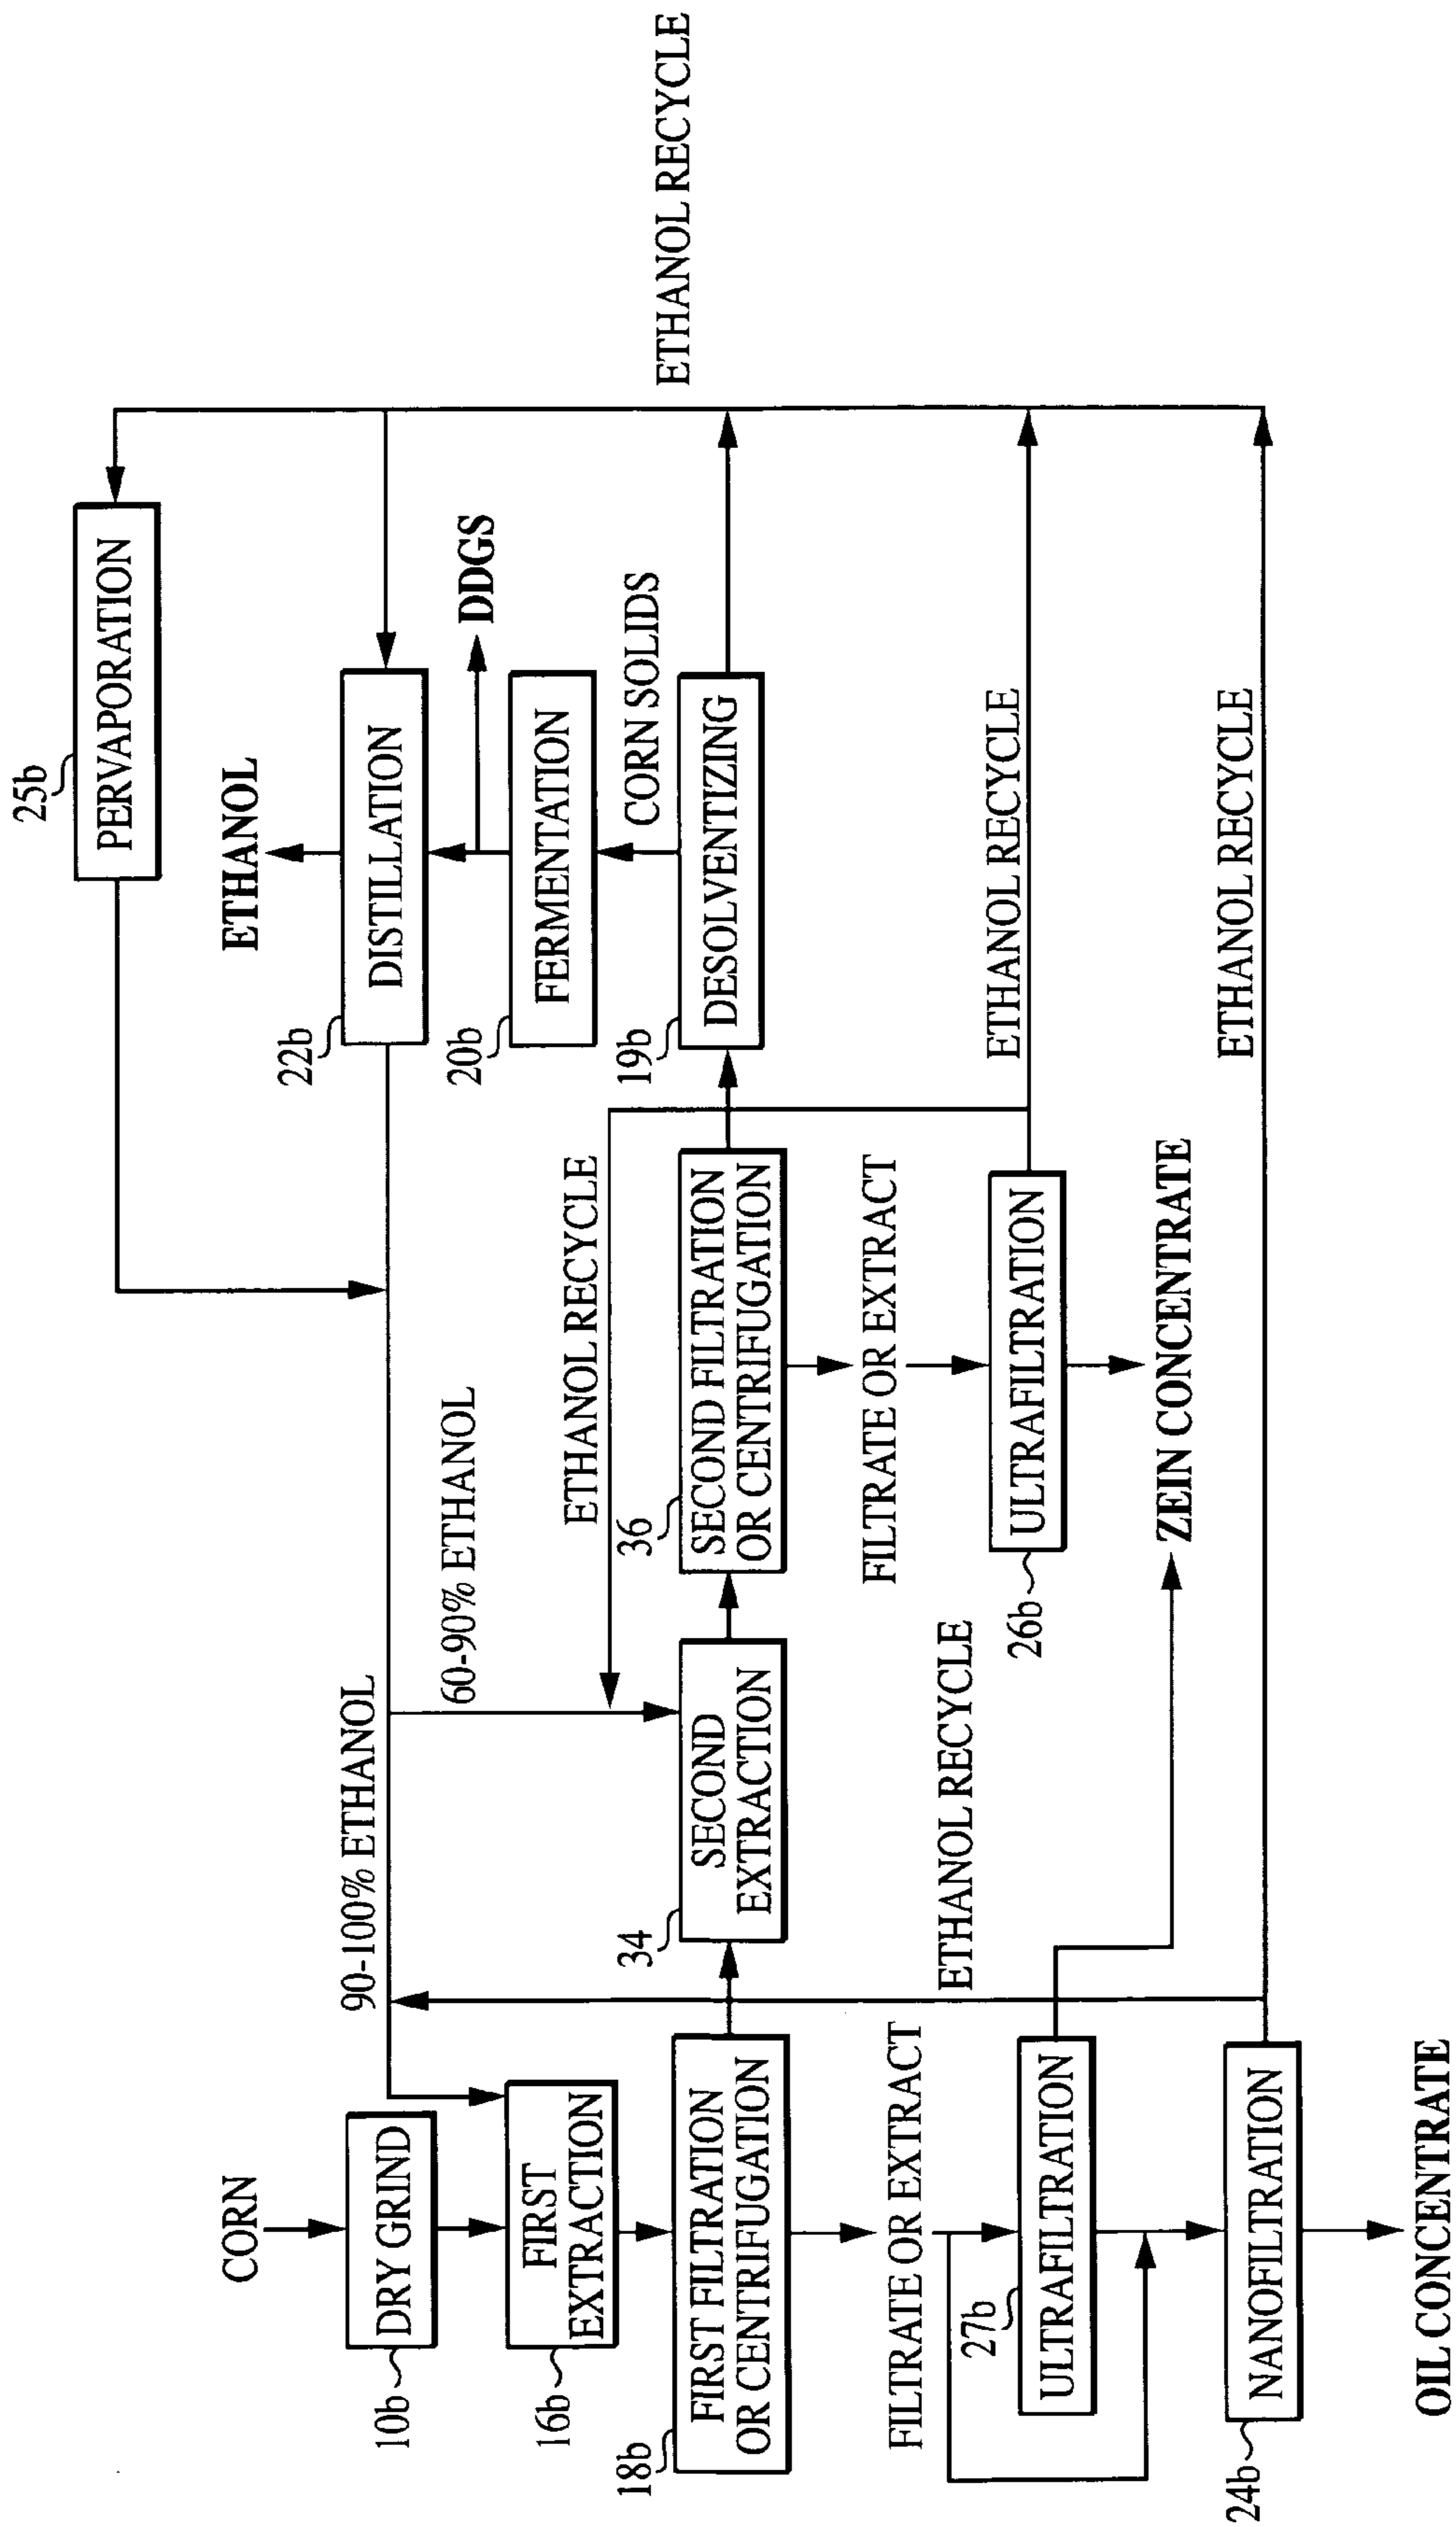 CORN
10b
DRY GRIND
16b
FIRST
EXTRACTION
18b
FIRST FILTRATION
OR CENTRIFUGATION
FILTRATE OR EXTRACT
27b
ULTRAFILTRATION
24b
NANOFILTRATION
OIL CONCENTRATE
90-100% ETHANOL
60-90% ETHANOL
34
SECOND
EXTRACTION
ETHANOL RECYCLE
ETHANOL RECYCLE
36
SECOND FILTRATION
OR CENTRIFUGATION
FILTRATE OR EXTRACT
26b
ULTRAFILTRATION
ZEIN CONCENTRATE
25b
PERVAPORATION
ETHANOL
22b
DISTILLATION
DDGS
20b
FERMENTATION
CORN SOLIDS
19b
DESOLVENTIZING
ETHANOL RECYCLE
ETHANOL RECYCLE
ETHANOL RECYCLE